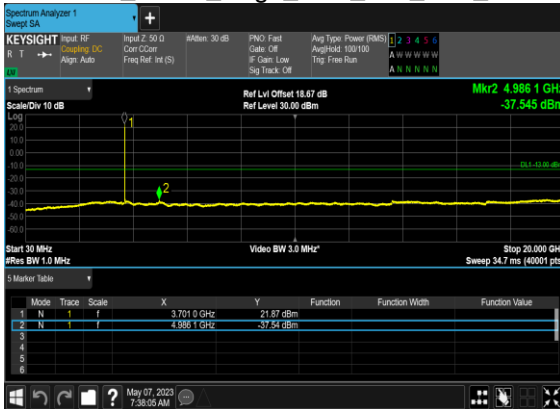 Spectrum Analyzer 1
Swept SA
KEYSIGHT Input: RF Input Z: 50 Ω #Atten: 30 dB PNO: Fast Avg Type: Power (RMS) 1 2 3 4 5 6
R T Coupling: DC Corr CCorr Gate: Off Avg|Hold: 100/100 A W W W W W
Align: Auto Freq Ref: Int (S) IF Gain: Low Trig: Free Run
Sig Track: Off A N N N N N
1 Spectrum Ref Lvl Offset 18.67 dB Mkr2 4.986 1 GHz
Scale/Div 10 dB Ref Level 30.00 dBm -37.545 dBm
Log
20.0
10.0
0.00
-10.0
DL1 -13.00 dBm
-20.0
-30.0
-40.0
-50.0
-60.0
1
2
Start 30 MHz Video BW 3.0 MHz* Stop 20.000 GH
#Res BW 1.0 MHz Sweep 34.7 ms (40001 pts
5 Marker Table
Mode Trace Scale X Y Function Function Width Function Value
1 N 1 f 3.701 0 GHz 21.87 dBm
2 N 1 f 4.986 1 GHz -37.54 dBm
3
4
5
6
? May 07, 2023
7:38:05 AM